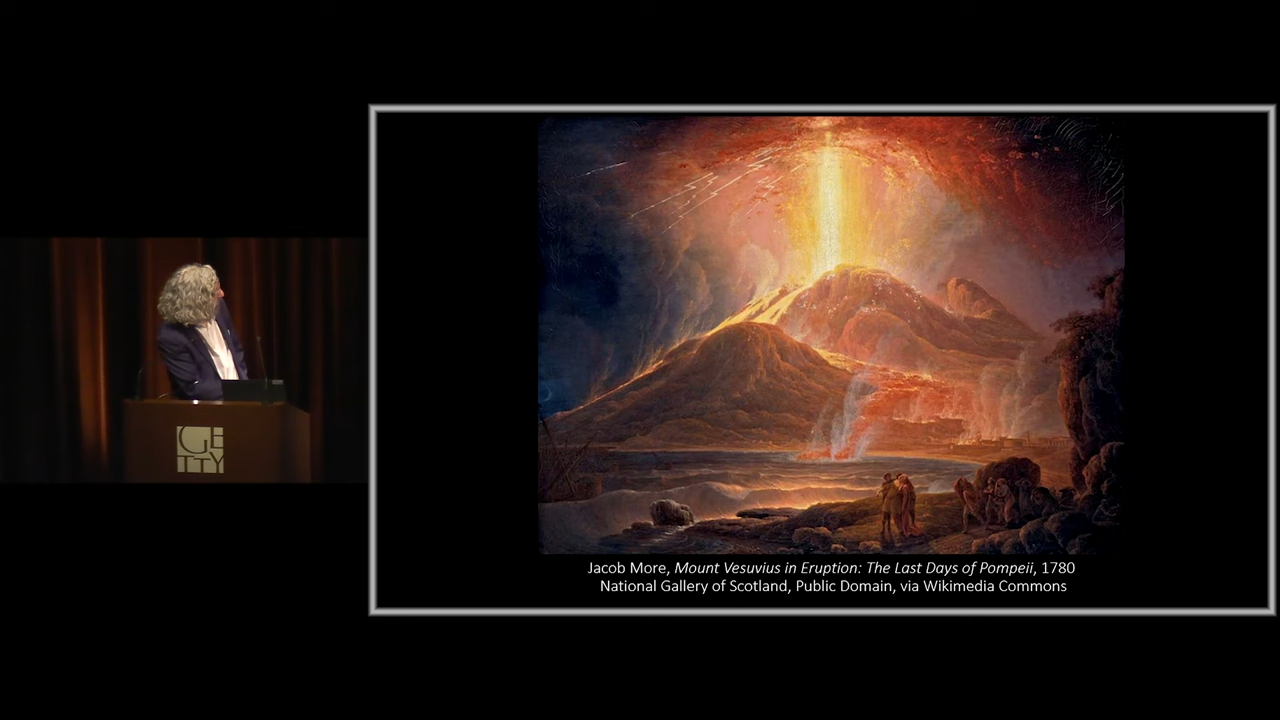 GETTY
Jacob More, Mount Vesuvius in Eruption: The Last Days of Pompeii, 1780
National Gallery of Scotland, Public Domain, via Wikimedia Commons